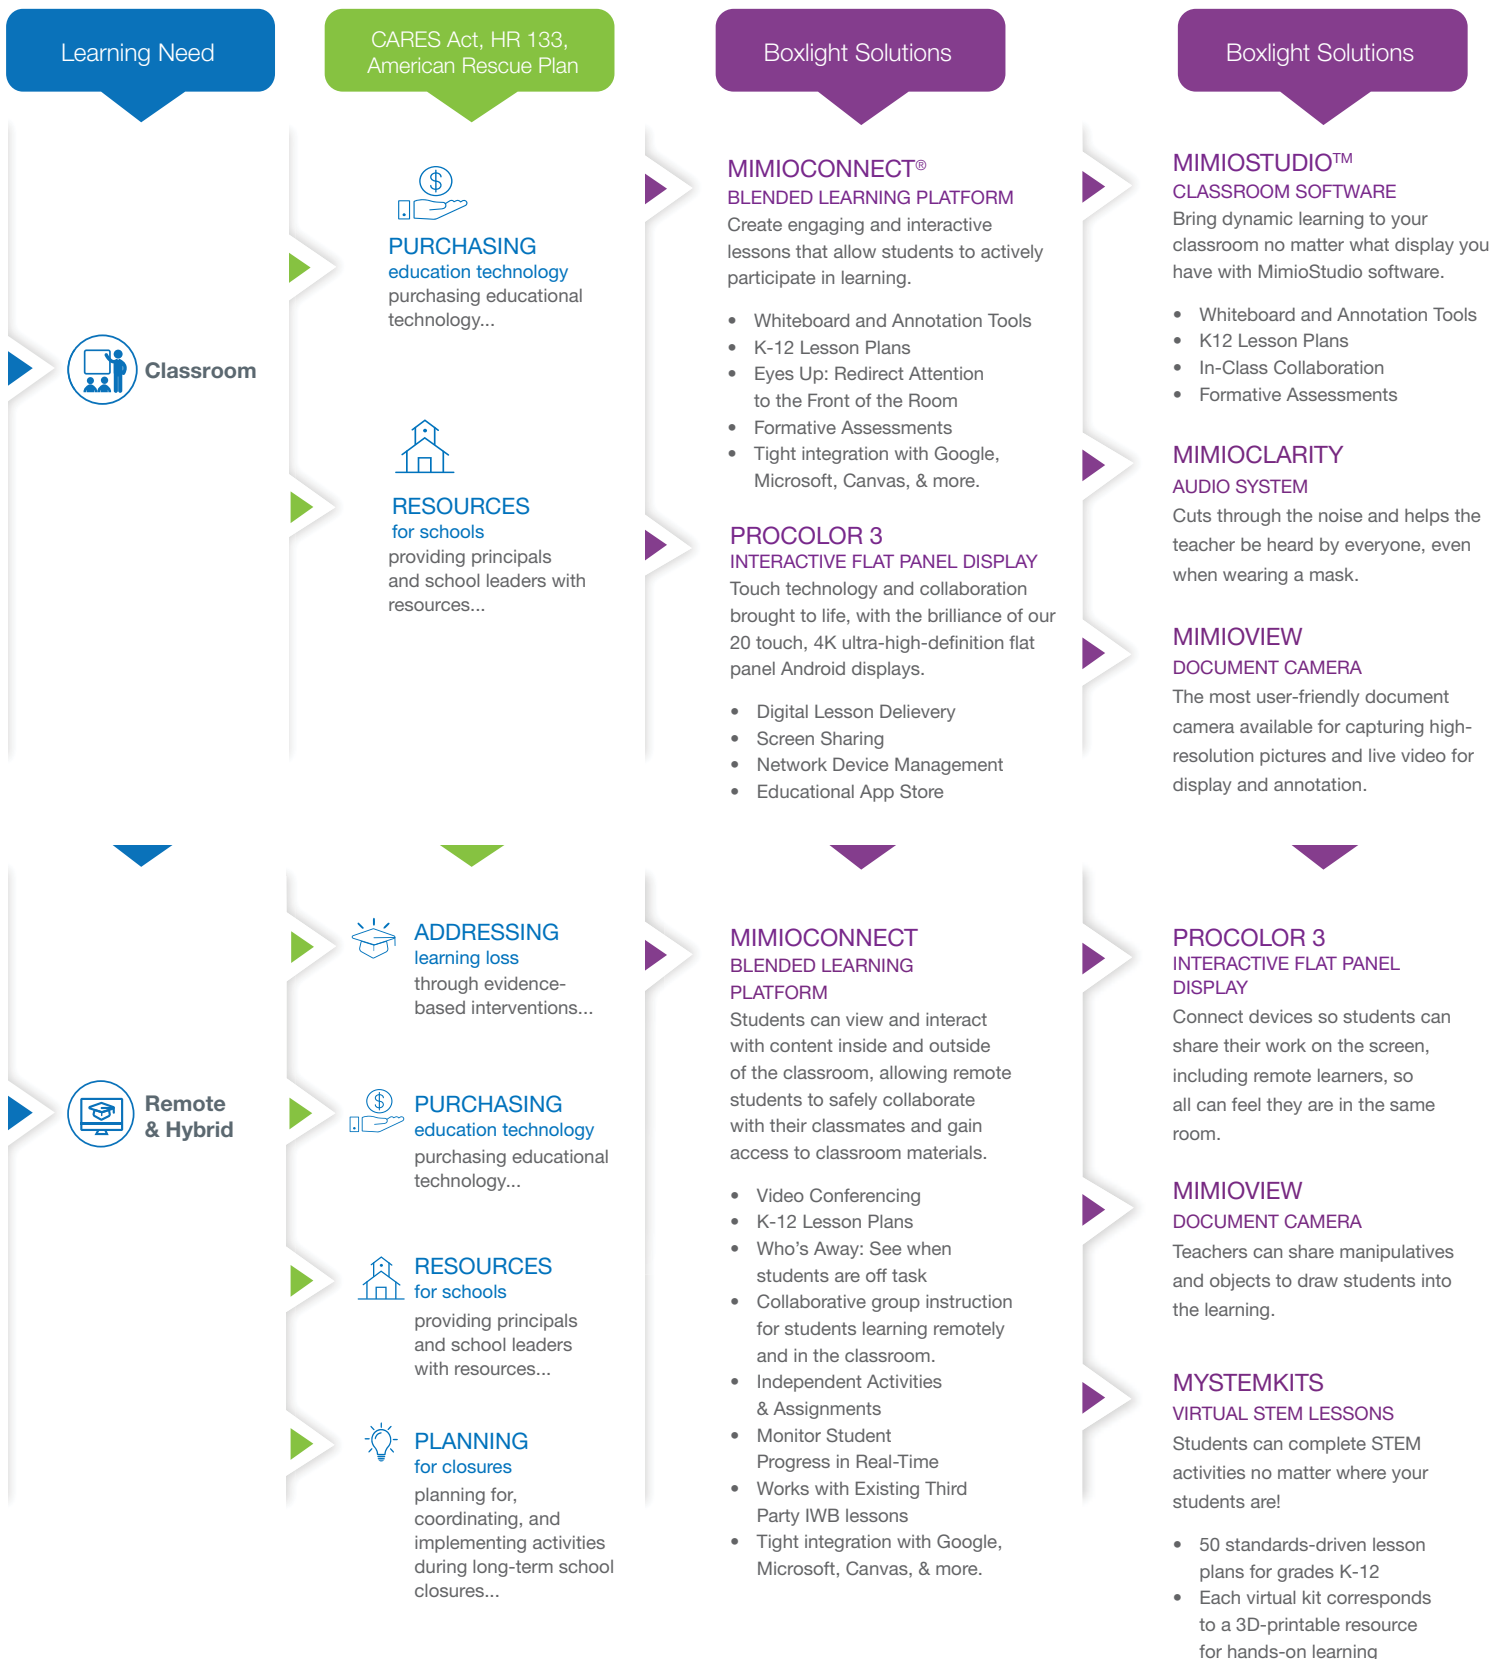 Learning Need
CARES Act, HR 133,
American Rescue Plan
Boxlight Solutions
Boxlight Solutions
Classroom
PURCHASING
education technology
purchasing educational
technology...
RESOURCES
for schools
providing principals
and school leaders with
resources...
MIMIOCONNECT®
BLENDED LEARNING PLATFORM
Create engaging and interactive
lessons that allow students to actively
participate in learning.
• Whiteboard and Annotation Tools
• K-12 Lesson Plans
• Eyes Up: Redirect Attention
to the Front of the Room
• Formative Assessments
• Tight integration with Google,
Microsoft, Canvas, & more.
PROCOLOR 3
INTERACTIVE FLAT PANEL DISPLAY
Touch technology and collaboration
brought to life, with the brilliance of our
20 touch, 4K ultra-high-definition flat
panel Android displays.
• Digital Lesson Delievery
• Screen Sharing
• Network Device Management
• Educational App Store
MIMIOSTUDIO™
CLASSROOM SOFTWARE
Bring dynamic learning to your
classroom no matter what display you
have with MimioStudio software.
• Whiteboard and Annotation Tools
• K12 Lesson Plans
• In-Class Collaboration
• Formative Assessments
MIMIOCLARITY
AUDIO SYSTEM
Cuts through the noise and helps the
teacher be heard by everyone, even
when wearing a mask.
MIMIOVIEW
DOCUMENT CAMERA
The most user-friendly document
camera available for capturing high-
resolution pictures and live video for
display and annotation.
Remote
& Hybrid
ADDRESSING
learning loss
through evidence-
based interventions...
PURCHASING
education technology
purchasing educational
technology...
RESOURCES
for schools
providing principals
and school leaders
with resources...
PLANNING
for closures
planning for,
coordinating, and
implementing activities
during long-term school
closures...
MIMIOCONNECT
BLENDED LEARNING
PLATFORM
Students can view and interact
with content inside and outside
of the classroom, allowing remote
students to safely collaborate
with their classmates and gain
access to classroom materials.
• Video Conferencing
• K-12 Lesson Plans
• Who's Away: See when
students are off task
• Collaborative group instruction
for students learning remotely
and in the classroom.
• Independent Activities
& Assignments
• Monitor Student
Progress in Real-Time
• Works with Existing Third
Party IWB lessons
• Tight integration with Google,
Microsoft, Canvas, & more.
PROCOLOR 3
INTERACTIVE FLAT PANEL
DISPLAY
Connect devices so students can
share their work on the screen,
including remote learners, so
all can feel they are in the same
room.
MIMIOVIEW
DOCUMENT CAMERA
Teachers can share manipulatives
and objects to draw students into
the learning.
MYSTEMKITS
VIRTUAL STEM LESSONS
Students can complete STEM
activities no matter where your
students are!
• 50 standards-driven lesson
plans for grades K-12
• Each virtual kit corresponds
to a 3D-printable resource
for hands-on learning